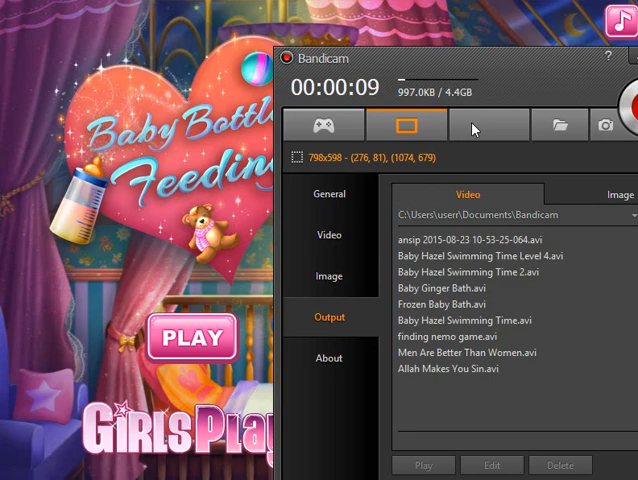 Bandicam
?
00:00:09
997.0KB / 4.4GB
798x598 - (276, 81), (1074, 679)
Baby Bottl
Feeding
PLAY
GiRLSPla
General
Video
Image
Output
About
Video
Image
C:\Users\userr\Documents\Bandicam
ansip 2015-08-23 10-53-25-064.avi
Baby Hazel Swimming Time Level 4.avi
Baby Hazel Swimming Time 2.avi
Baby Ginger Bath.avi
Frozen Baby Bath.avi
Baby Hazel Swimming Time.avi
finding nemo game.avi
Men Are Better Than Women.avi
Allah Makes You Sin.avi
Play
Edit
Delete